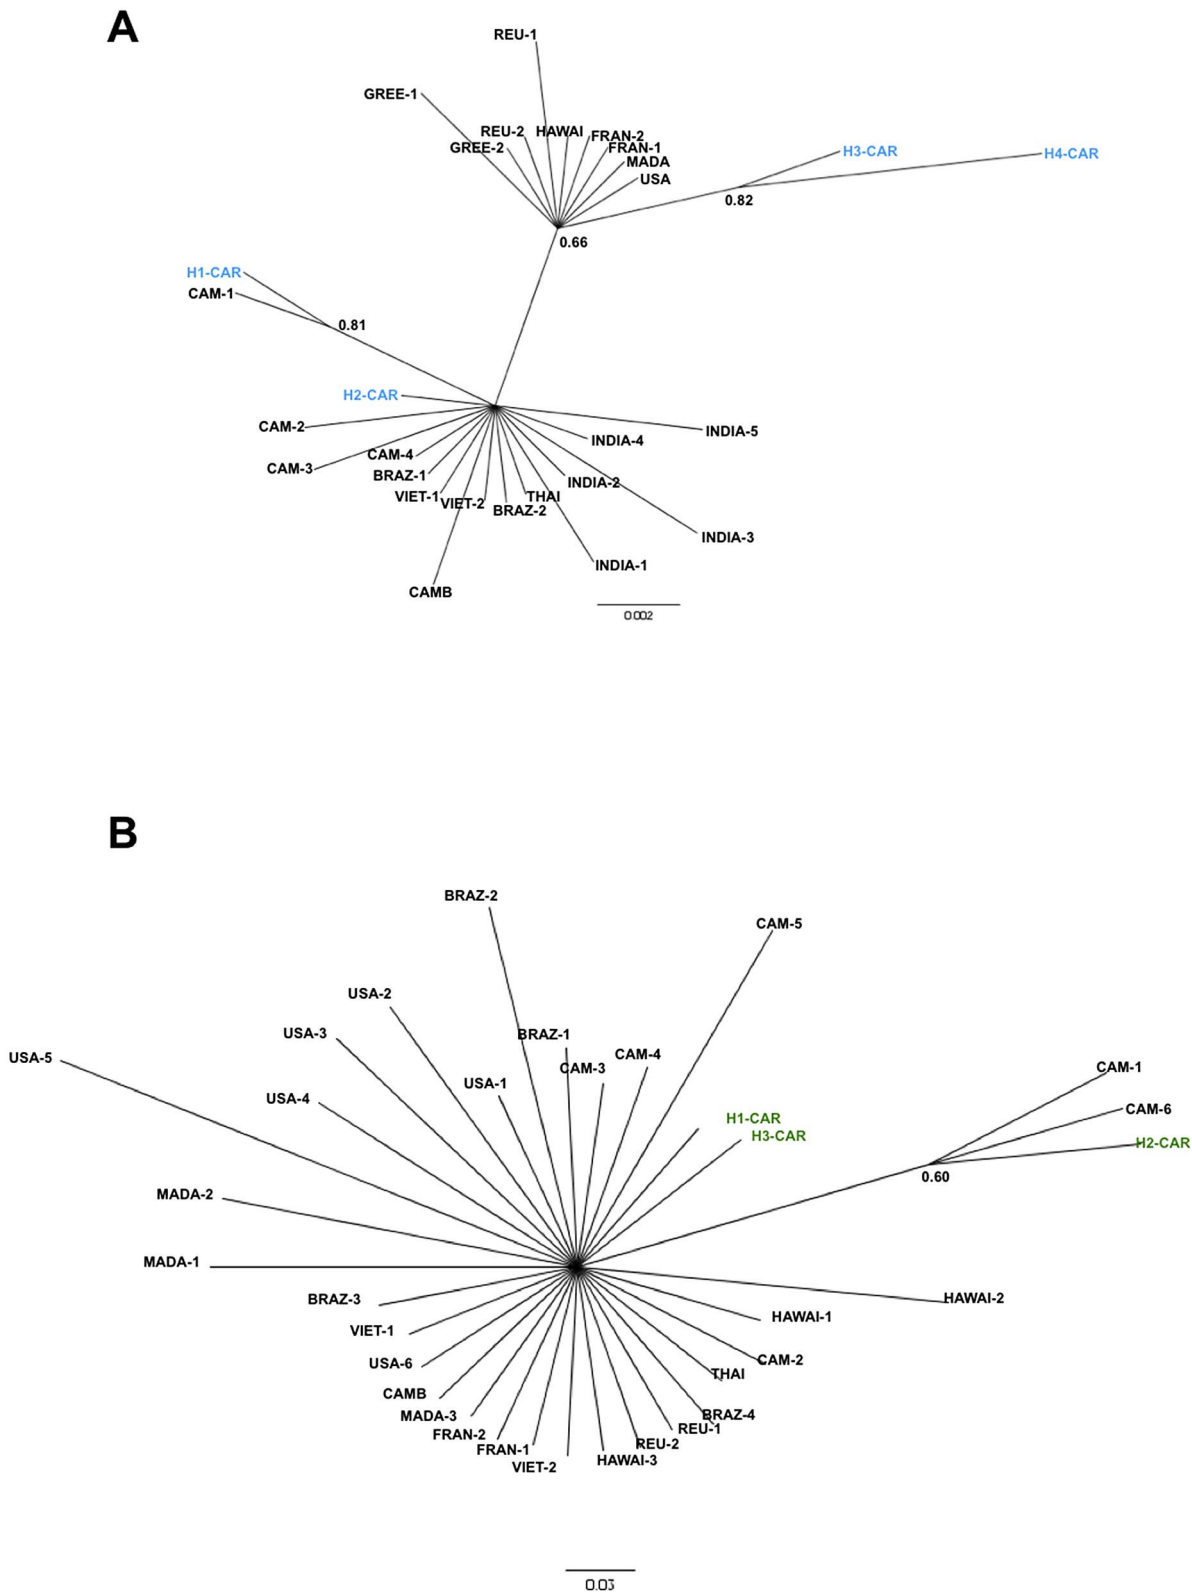 A
REU-1
GREE-1
REU-2
HAWAI
FRAN-2
GREE-2
FRAN-1
MADA
USA
H3-CAR
H4-CAR
0.82
0.66
H1-CAR
CAM-1
0.81
H2-CAR
CAM-2
INDIA-5
INDIA-4
CAM-3
CAM-4
BRAZ-1
INDIA-2
VIET-1
VIET-2
THAI
BRAZ-2
INDIA-3
INDIA-1
CAMB
0.002
B
BRAZ-2
CAM-5
USA-2
USA-3
BRAZ-1
USA-5
CAM-4
CAM-3
CAM-1
USA-1
USA-4
CAM-6
H1-CAR
H3-CAR
H2-CAR
0.60
MADA-2
MADA-1
BRAZ-3
HAWAI-2
HAWAI-1
VIET-1
USA-6
CAM-2
THAI
CAMB
MADA-3
BRAZ-4
FRAN-2
REU-1
FRAN-1
REU-2
VIET-2
HAWAI-3
0.03